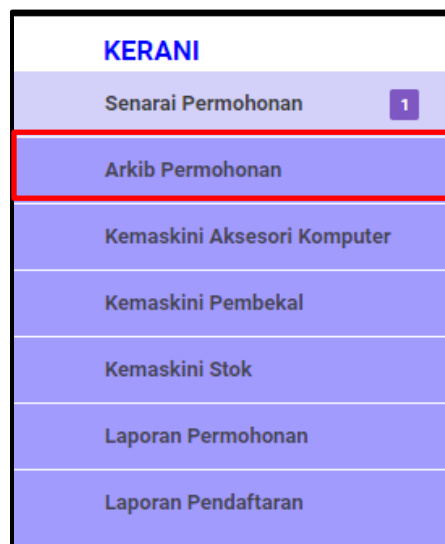 KERANI
Senarai Permohonan 1
Arkib Permohonan
Kemaskini Aksesori Komputer
Kemaskini Pembekal
Kemaskini Stok
Laporan Permohonan
Laporan Pendaftaran